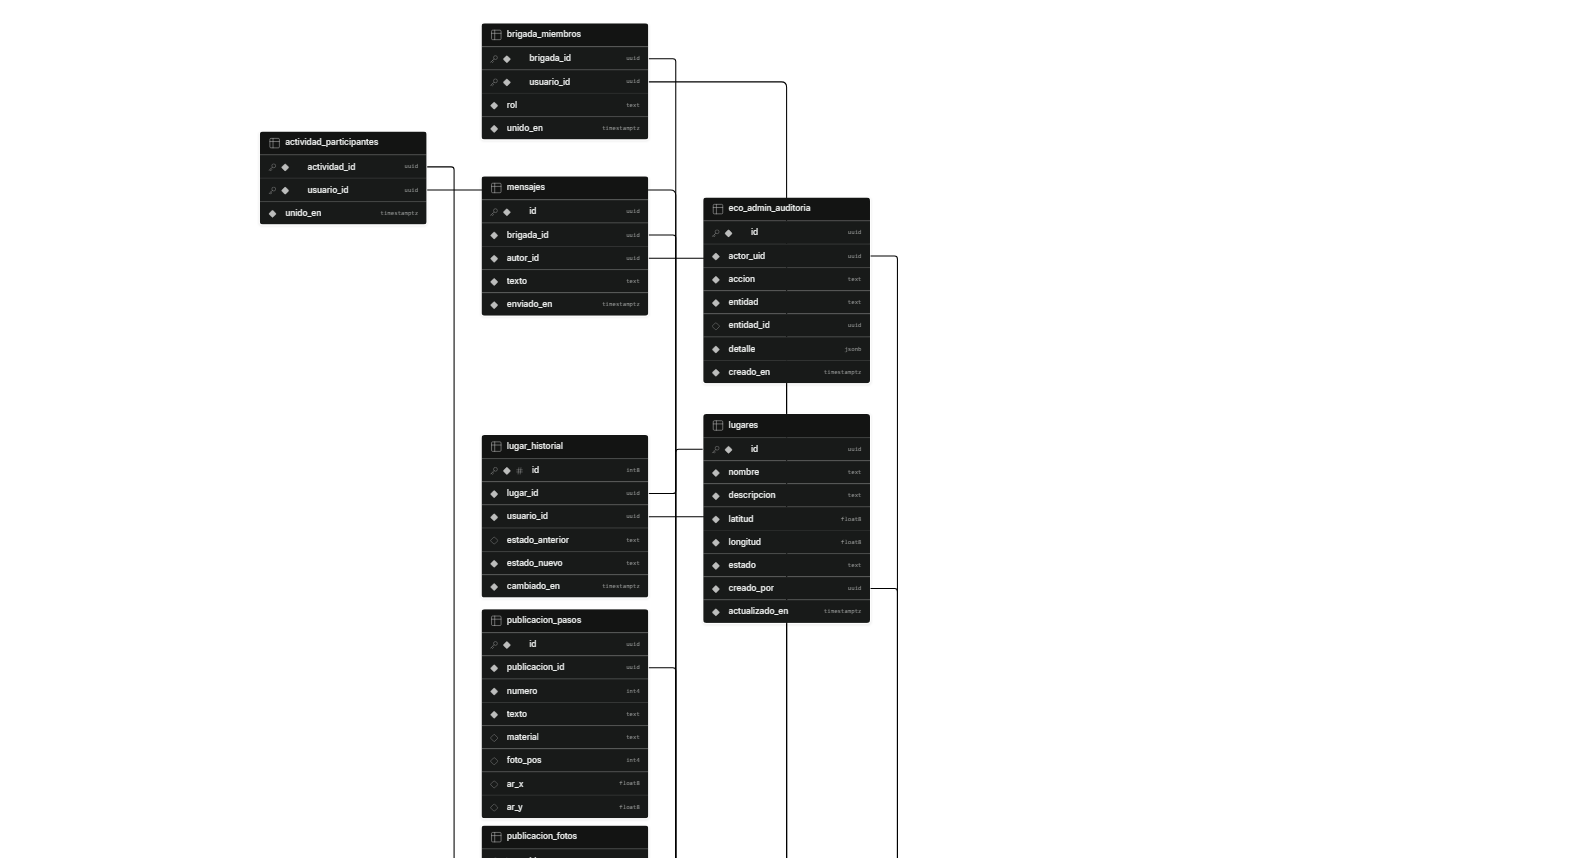 brigada_miembros
brigada_id uuid
usuario_id uuid
rol text
unido_en timestamptz
actividad_participantes
actividad_id uuid
usuario_id uuid
unido_en timestamptz
mensajes
id uuid
brigada_id uuid
autor_id uuid
texto text
enviado_en timestamptz
eco_admin_auditoria
id uuid
actor_uid uuid
accion text
entidad text
entidad_id uuid
detalle jsonb
creado_en timestamptz
lugar_historial
id int8
lugar_id uuid
usuario_id uuid
estado_anterior text
estado_nuevo text
cambiado_en timestamptz
lugares
id uuid
nombre text
descripcion text
latitud float8
longitud float8
estado text
creado_por uuid
actualizado_en timestamptz
publicacion_pasos
id uuid
publicacion_id uuid
numero int4
texto text
material text
foto_pos int4
ar_x float8
ar_y float8
publicacion_fotos